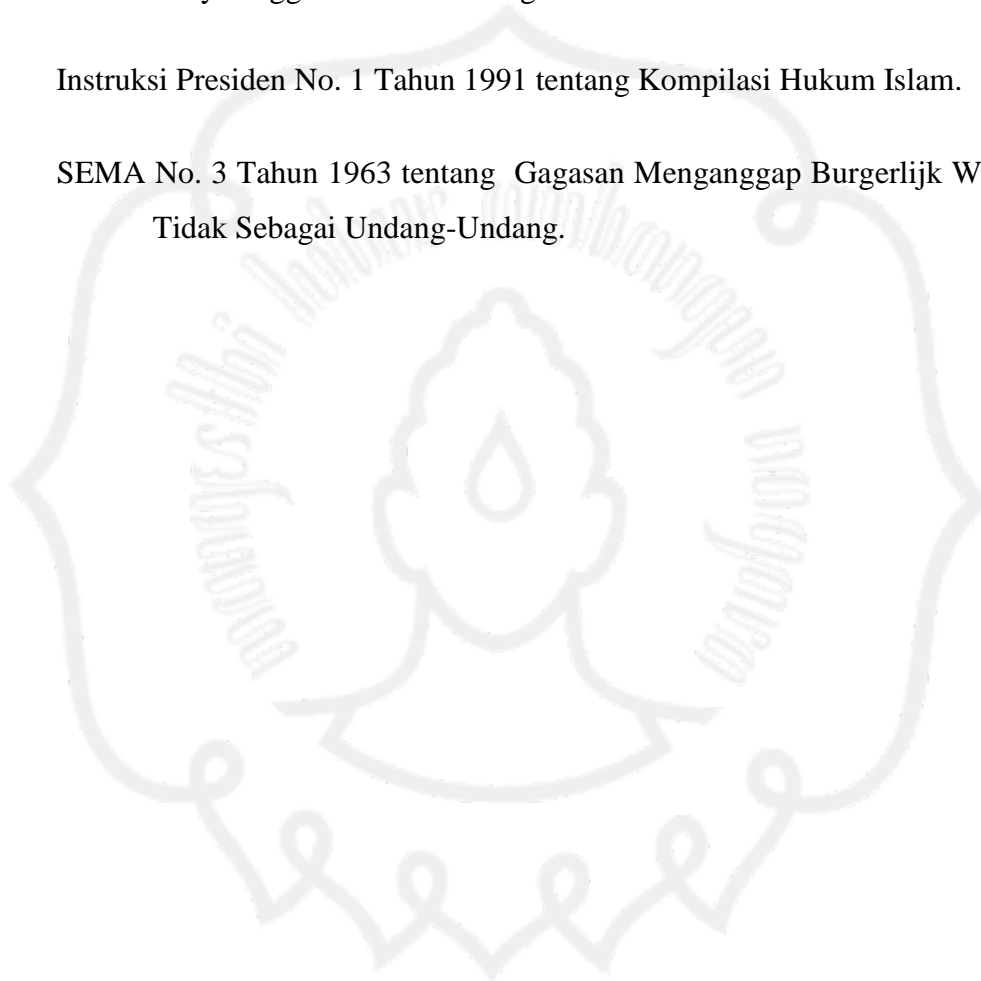 Instruksi Presiden No. 1 Tahun 1991 tentang Kompilasi Hukum Islam.
SEMA No. 3 Tahun 1963 tentang Gagasan Menganggap Burgerlijk W
Tidak Sebagai Undang-Undang.